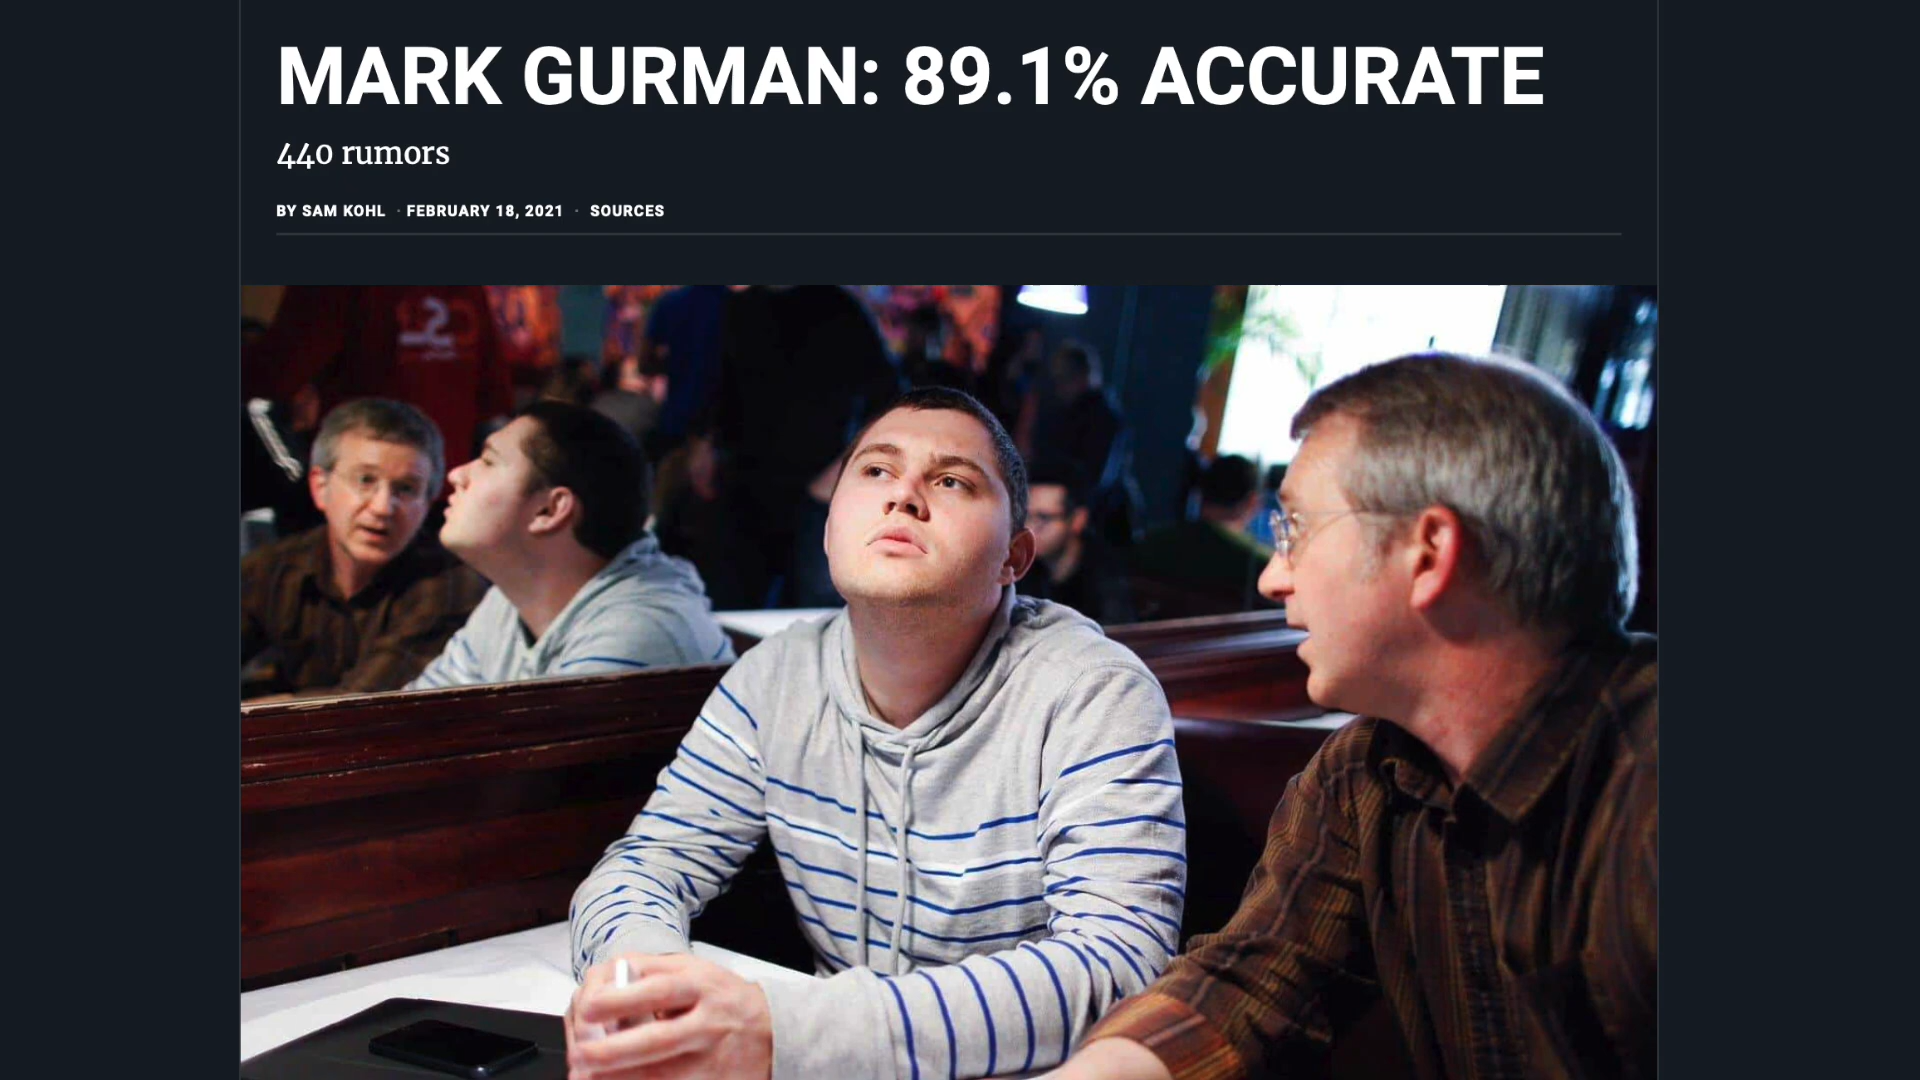 MARK GURMAN: 89.1% ACCURATE
440 rumors
BY SAM KOHL · FEBRUARY 18, 2021 · SOURCES